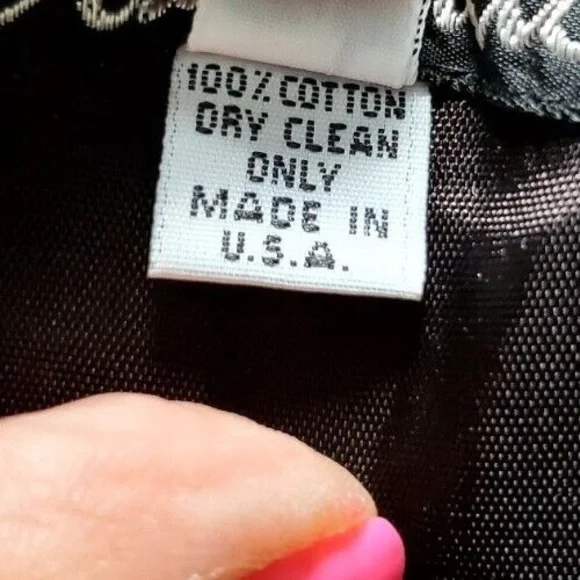 100% COTTON
DRY CLEAN
ONLY
MADE IN
U.S.A.